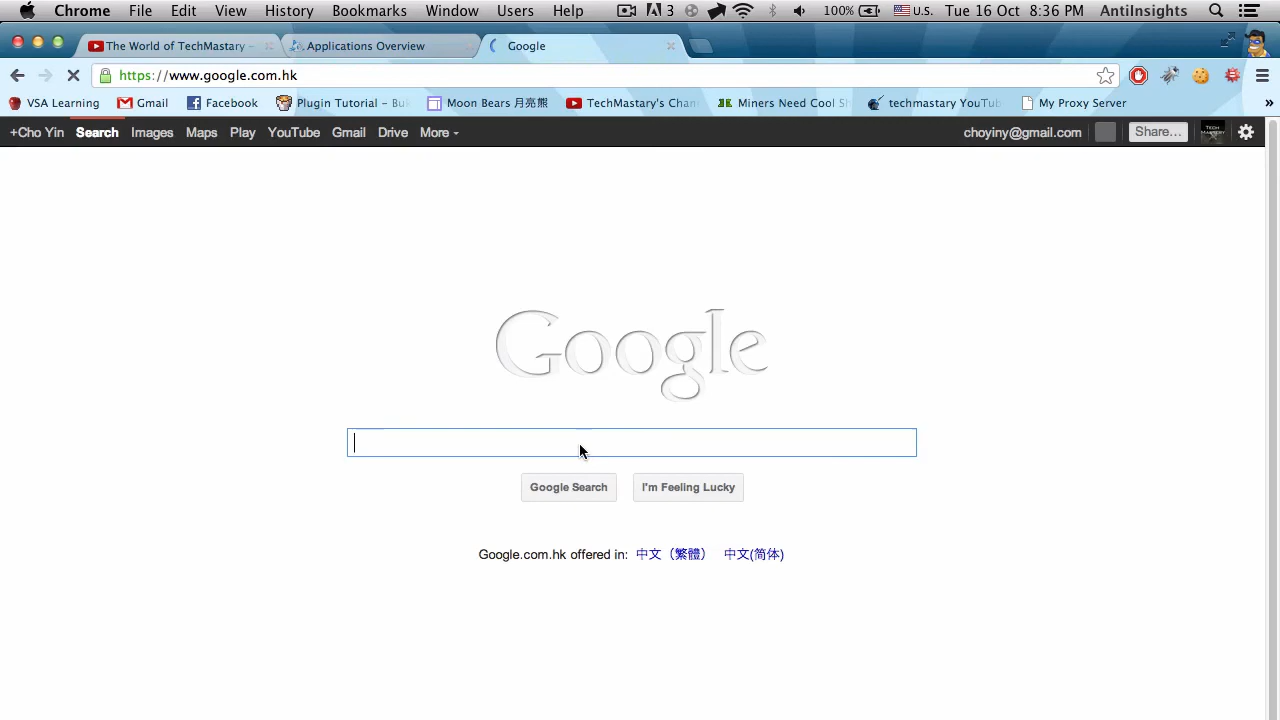 Chrome File Edit View History Bookmarks Window Users Help 3 100% U.S. Tue 16 Oct 8:36 PM AntiInsights
The World of TechMastary - Applications Overview Google
https://www.google.com.hk
VSA Learning Gmail Facebook Plugin Tutorial – Buk Moon Bears 月亮熊 TechMastary's Chan Miners Need Cool Sh techmastary YouTub My Proxy Server »
+Cho Yin Search Images Maps Play YouTube Gmail Drive More choyiny@gmail.com Share...
Google
Google Search I'm Feeling Lucky
Google.com.hk offered in: 中文（繁體） 中文(简体)